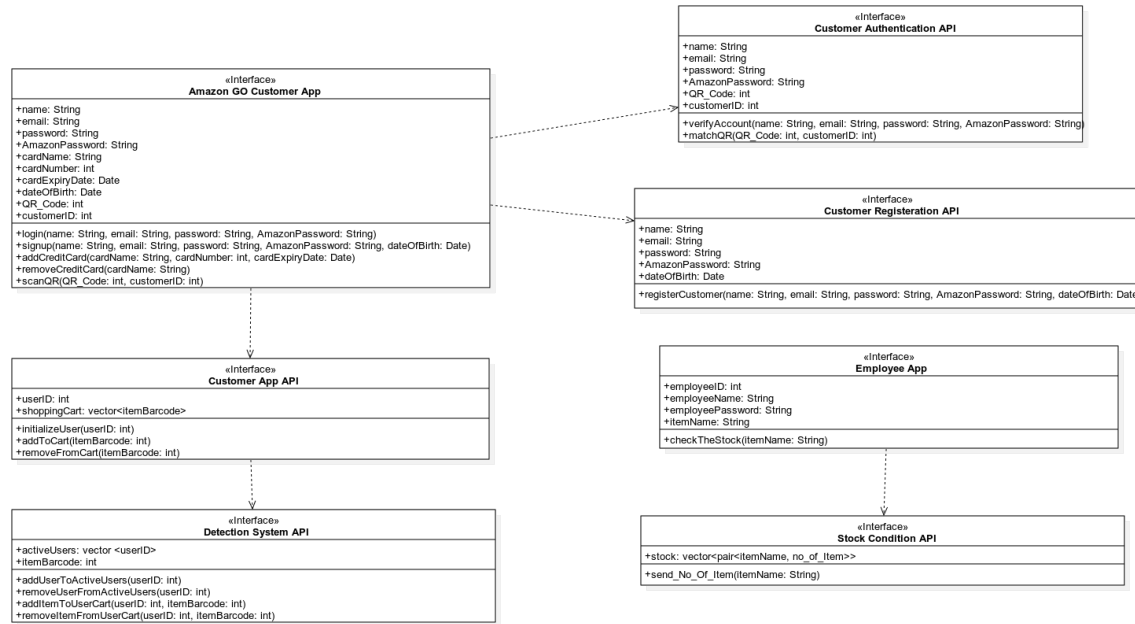 «Interface»
Customer Authentication API
+name: String
+email: String
+password: String
+AmazonPassword: String
+QR_Code: int
+customerID: int
+verifyAccount(name: String, email: String, password: String, AmazonPassword: String)
+matchQR(QR_Code: int, customerID: int)
«Interface»
Amazon GO Customer App
+name: String
+email: String
+password: String
+AmazonPassword: String
+cardName: String
+cardNumber: int
+cardExpiryDate: Date
+dateOfBirth: Date
+QR_Code: int
+customerID: int
+login(name: String, email: String, password: String, AmazonPassword: String)
+signup(name: String, email: String, password: String, AmazonPassword: String, dateOfBirth: Date)
+addCreditCard(cardName: String, cardNumber: int, cardExpiryDate: Date)
+removeCreditCard(cardName: String)
+scanQR(QR_Code: int, customerID: int)
«Interface»
Customer Registeration API
+name: String
+email: String
+password: String
+AmazonPassword: String
+dateOfBirth: Date
+registerCustomer(name: String, email: String, password: String, AmazonPassword: String, dateOfBirth: Date
«Interface»
Customer App API
+userID: int
+shoppingCart: vector<itemBarcode>
+initializeUser(userID: int)
+addToCart(itemBarcode: int)
+removeFromCart(itemBarcode: int)
«Interface»
Employee App
+employeeID: int
+employeeName: String
+employeePassword: String
+itemName: String
+checkTheStock(itemName: String)
«Interface»
Detection System API
+activeUsers: vector <userID>
+itemBarcode: int
+addUserToActiveUsers(userID: int)
+removeUserFromActiveUsers(userID: int)
+addItemToUserCart(userID: int, itemBarcode: int)
+removeItemFromUserCart(userID: int, itemBarcode: int)
«Interface»
Stock Condition API
+stock: vector<pair<itemName, no_of_Item>>
+send_No_Of_Item(itemName: String)